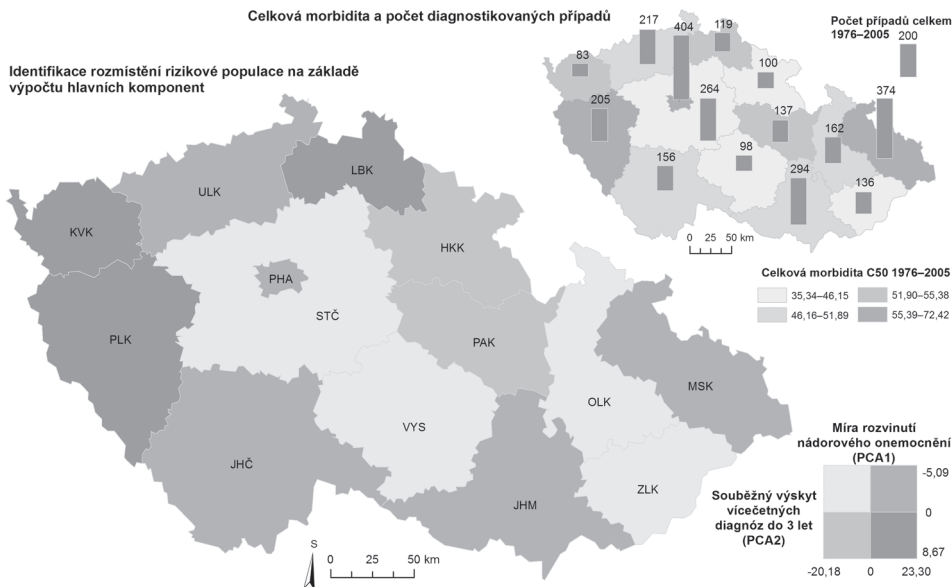 Celková morbidita a počet diagnostikovaných případů
Identifikace rozmístění rizikové populace na základě
výpočtu hlavních komponent
Počet případů celkem
1976–2005
200
217
404
119
83
100
374
205
264
137
162
98
156
294
136
0 25 50 km
Celková morbidita C50 1976–2005
35,34–46,15
51,90–55,38
46,16–51,89
55,39–72,42
LBK
ULK
KVK
HKK
PHA
STČ
PLK
PAK
MSK
OLK
VYS
JHČ
ZLK
JHM
S
0 25 50 km
Míra rozvinutí
nádorového onemocnění
(PCA1)
Souběžný výskyt
vícečetných
diagnóz do 3 let
(PCA2)
-5,09
0
8,67
-20,18 0 23,30